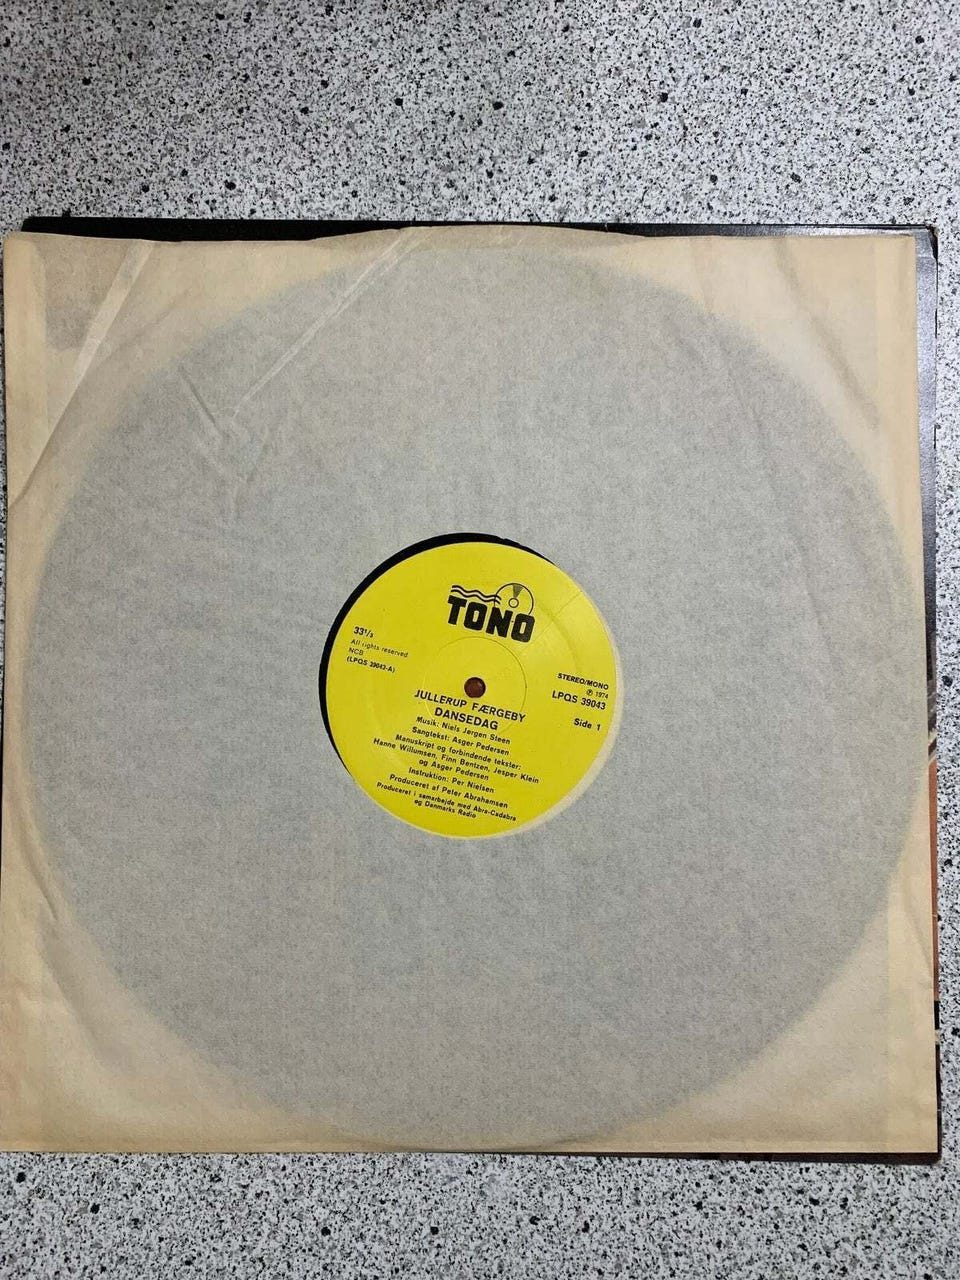 TONO
33⅓
All rights reserved
NCB
(LPQS 39043-A)
STEREO/MONO
℗ 1974
LPQS 39043
Side 1
JULLERUP FÆRGEBY
DANSEDAG
Musik: Niels Jørgen Steen
Sangtekst: Asger Pedersen
Manuskript og forbindende tekster:
Hanne Willumsen, Finn Bentzen, Jesper Klein
og Asger Pedersen
Instruktion: Per Nielsen
Produceret af Peter Abrahamsen
Produceret i samarbejde med Abra-Cadabra
og Danmarks Radio